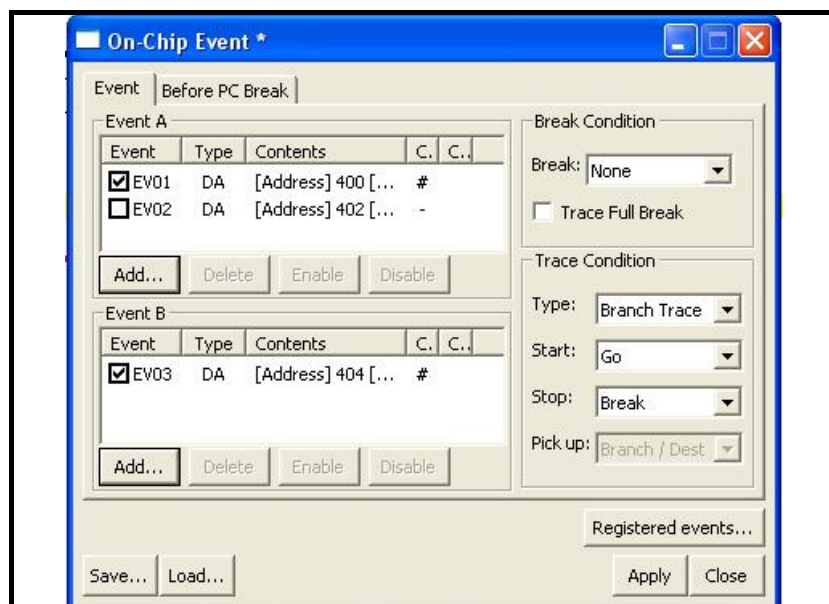 On-Chip Event *
Event Before PC Break
Event A
Event Type Contents C. C..
EV01 DA [Address] 400 [... #
EV02 DA [Address] 402 [... -
Add... Delete Enable Disable
Event B
Event Type Contents C. C..
EV03 DA [Address] 404 [... #
Add... Delete Enable Disable
Break Condition
Break: None
Trace Full Break
Trace Condition
Type: Branch Trace
Start: Go
Stop: Break
Pick up: Branch / Dest
Registered events...
Save... Load... Apply Close